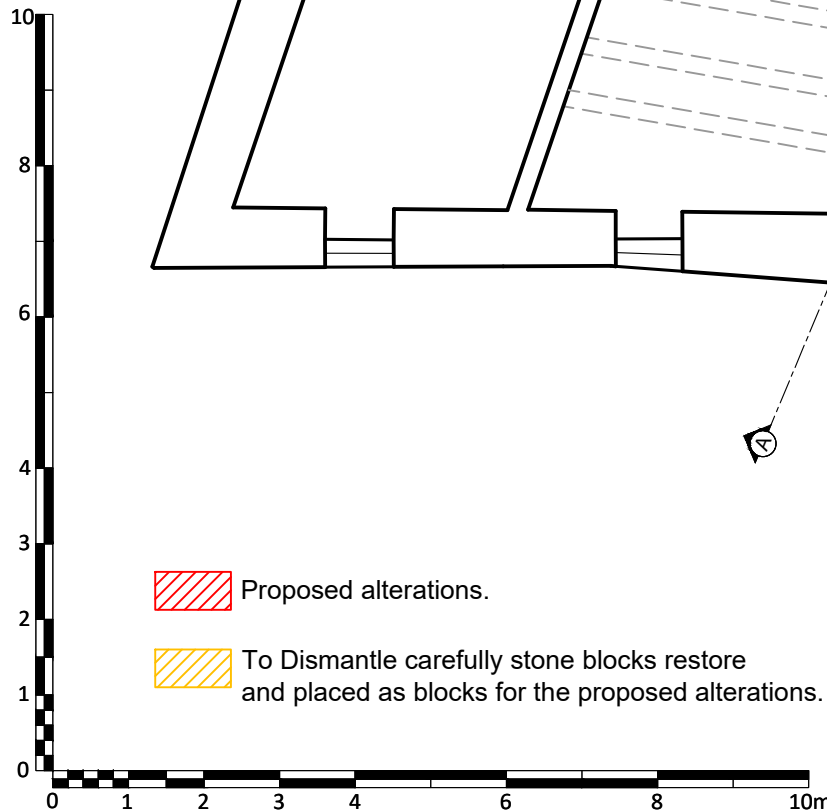 10
8
6
A
4
3
Proposed alterations.
2
To Dismantle carefully stone blocks restore
and placed as blocks for the proposed alterations.
1
0
0 1 2 3 4 6 8 10m